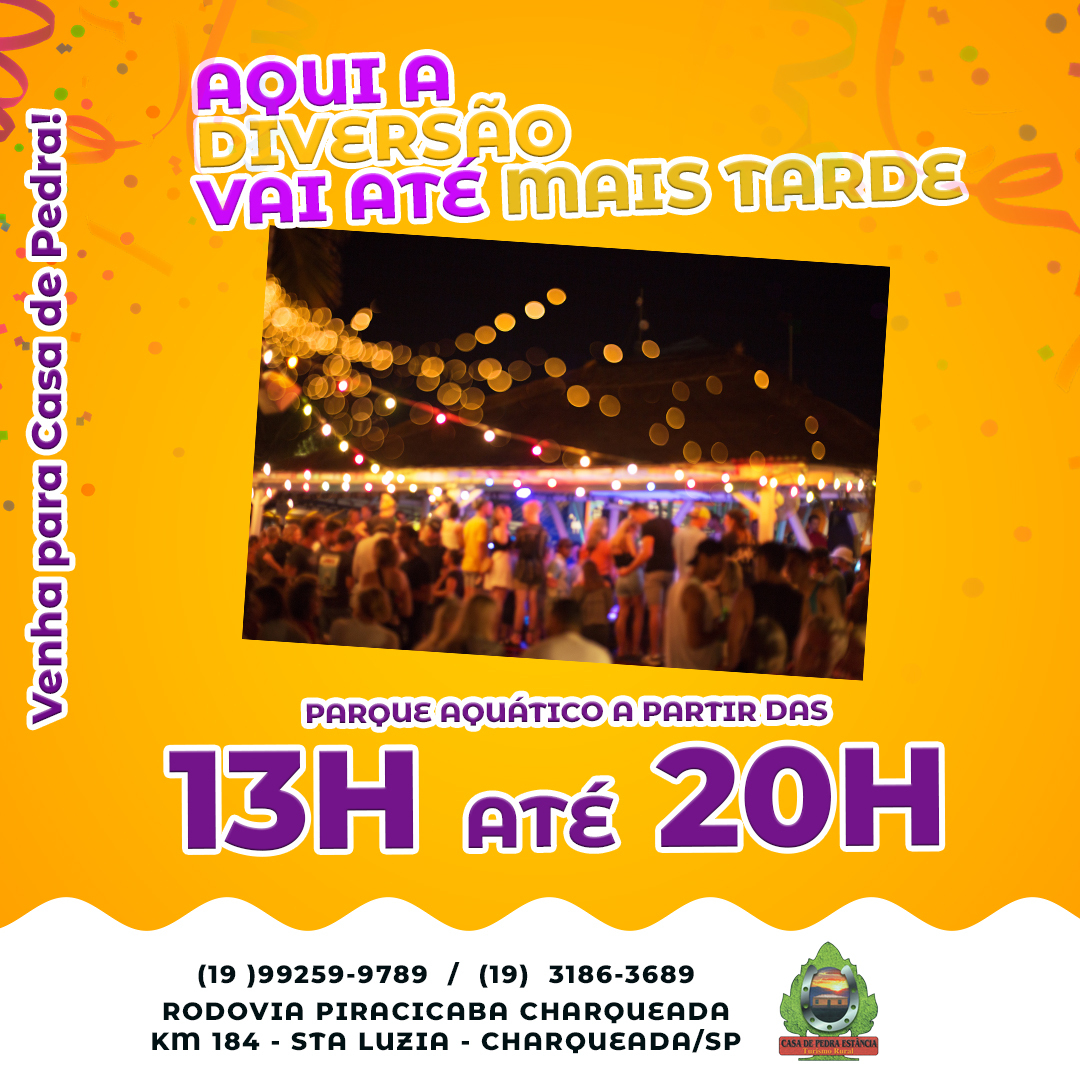 AQUI A
DIVERSÃO
VAI ATÉ MAIS TARDE
Venha para Casa de Pedra!
PARQUE AQUÁTICO A PARTIR DAS
13H ATÉ 20H
(19 )99259-9789 / (19) 3186-3689
RODOVIA PIRACICABA CHARQUEADA
KM 184 - STA LUZIA - CHARQUEADA/SP
CASA DE PEDRA ESTÂNCIA
Turismo Rural